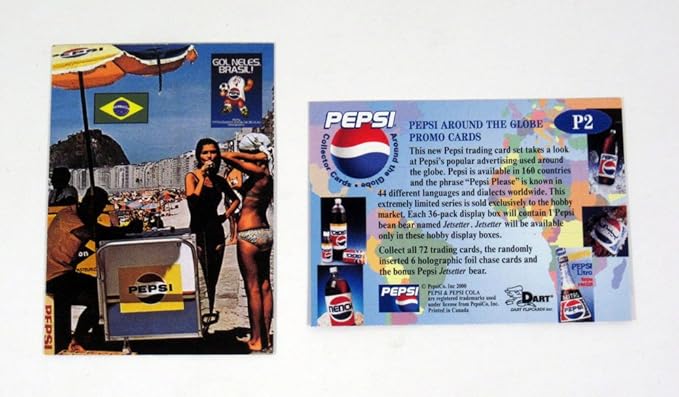 PEPSI
GOL NELES,
BRASIL!
PEPSI
PEPSI
PEPSI
Collector Cards • Around the Globe •
P2
PEPSI AROUND THE GLOBE
PROMO CARDS
This new Pepsi trading card set takes a look
at Pepsi's popular advertising used around
the globe. Pepsi is available in 160 countries
and the phrase "Pepsi Please" is known in
44 different languages and dialects worldwide. This
extremely limited series is sold exclusively to the hobby
market. Each 36-pack display box will contain 1 Pepsi
bean bear named Jetsetter. Jetsetter will be available
only in these hobby display boxes.
Collect all 72 trading cards, the randomly
inserted 6 holographic foil chase cards and
the bonus Pepsi Jetsetter bear.
PEPSI
© PepsiCo, Inc 2000
PEPSI & PEPSI COLA
are registered trademarks used
under license from PepsiCo, Inc.
Printed in Canada
DART
DART FLIPCARDS INC.
PEPSI
Litro
PEPSI